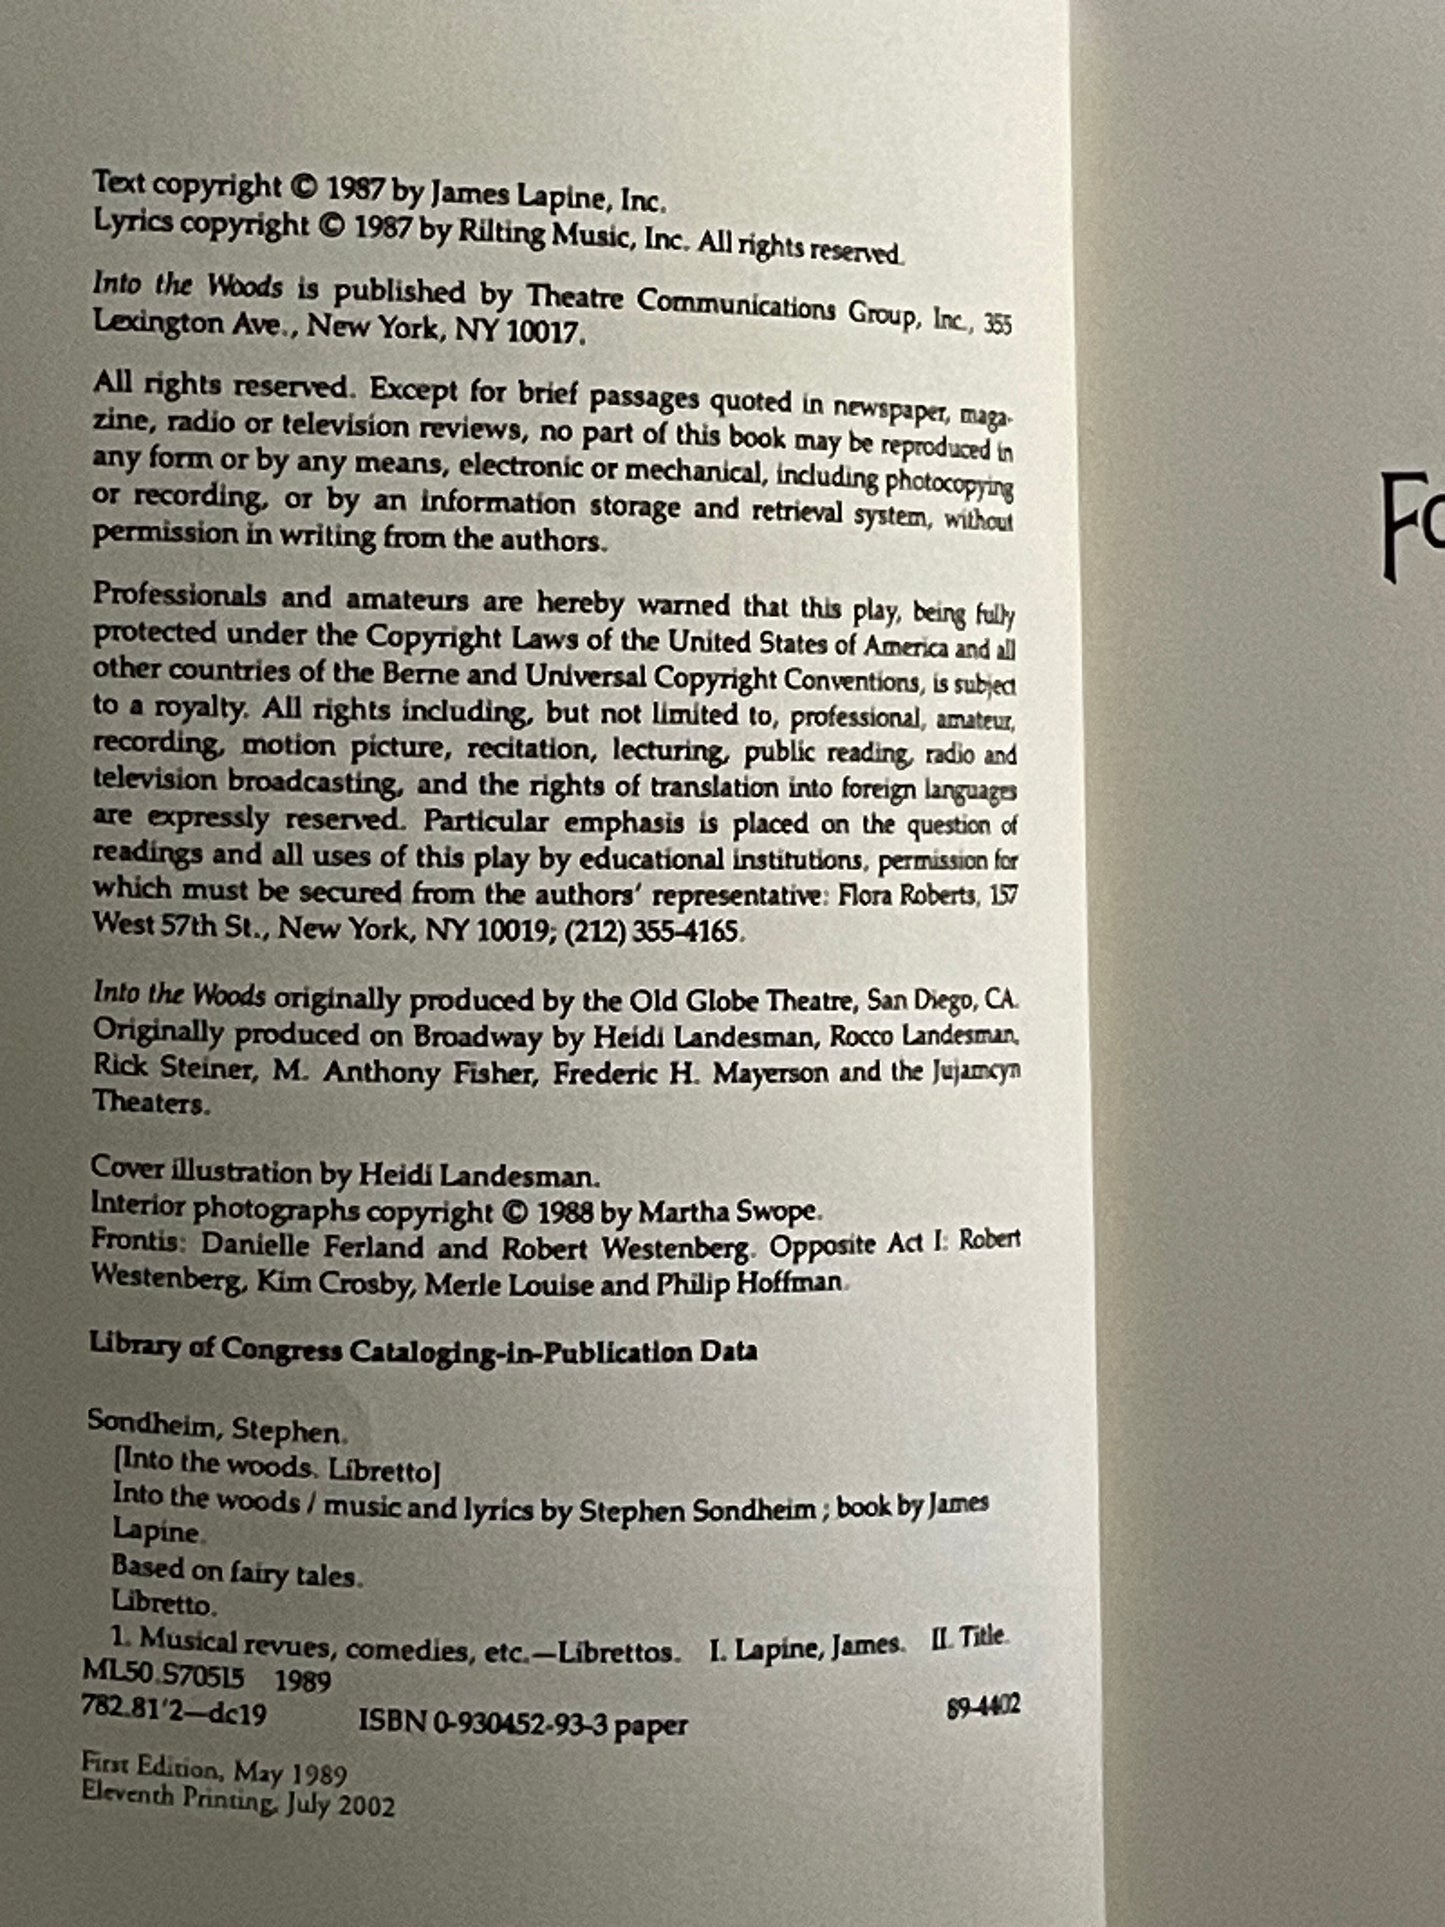 Text copyright © 1987 by James Lapine, Inc.
Lyrics copyright © 1987 by Rilting Music, Inc. All rights reserved.
Into the Woods is published by Theatre Communications Group, Inc., 355
Lexington Ave., New York, NY 10017.
All rights reserved. Except for brief passages quoted in newspaper, maga-
zine, radio or television reviews, no part of this book may be reproduced in
any form or by any means, electronic or mechanical, including photocopying
or recording, or by an information storage and retrieval system, without
permission in writing from the authors.
Professionals and amateurs are hereby warned that this play, being fully
protected under the Copyright Laws of the United States of America and all
other countries of the Berne and Universal Copyright Conventions, is subject
to a royalty. All rights including, but not limited to, professional, amateur,
recording, motion picture, recitation, lecturing, public reading, radio and
television broadcasting, and the rights of translation into foreign languages
are expressly reserved. Particular emphasis is placed on the question of
readings and all uses of this play by educational institutions, permission for
which must be secured from the authors' representative: Flora Roberts, 157
West 57th St., New York, NY 10019; (212) 355-4165.
Into the Woods originally produced by the Old Globe Theatre, San Diego, CA.
Originally produced on Broadway by Heidi Landesman, Rocco Landesman,
Rick Steiner, M. Anthony Fisher, Frederic H. Mayerson and the Jujamcyn
Theaters.
Cover illustration by Heidi Landesman.
Interior photographs copyright © 1988 by Martha Swope.
Frontis: Danielle Ferland and Robert Westenberg. Opposite Act I: Robert
Westenberg, Kim Crosby, Merle Louise and Philip Hoffman.
Library of Congress Cataloging-in-Publication Data
Sondheim, Stephen.
[Into the woods. Libretto]
Into the woods / music and lyrics by Stephen Sondheim ; book by James
Lapine.
Based on fairy tales.
Libretto.
1. Musical revues, comedies, etc.—Librettos. I. Lapine, James. II. Title.
ML50.S705I5 1989
782.81'2—dc19 ISBN 0-930452-93-3 paper 89-4402
First Edition, May 1989
Eleventh Printing, July 2002